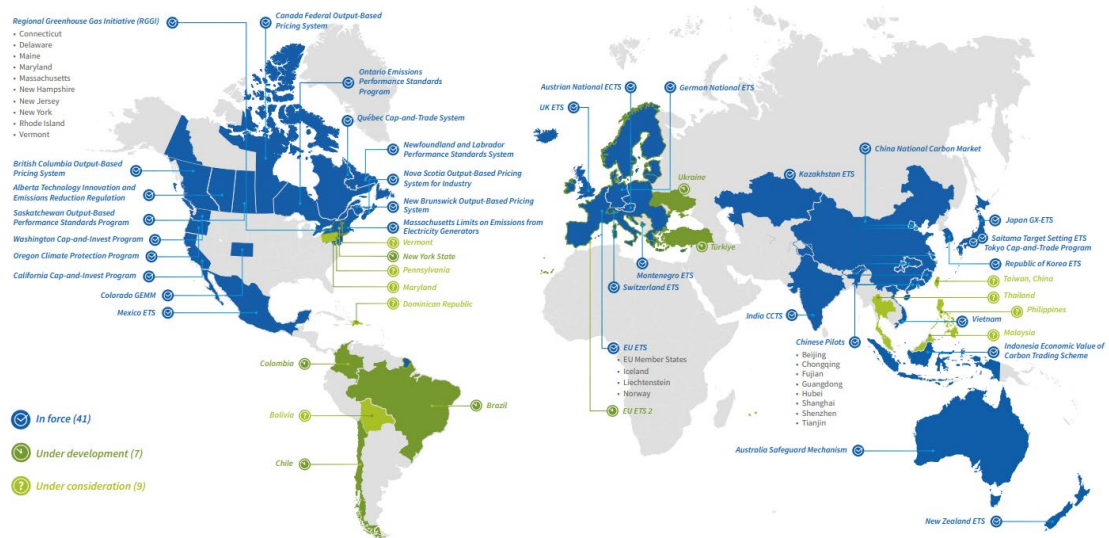 Regional Greenhouse Gas Initiative (RGGI)
• Connecticut
• Delaware
• Maine
• Maryland
• Massachusetts
• New Hampshire
• New Jersey
• New York
• Rhode Island
• Vermont
Canada Federal Output-Based
Pricing System
Ontario Emissions
Performance Standards
Program
Québec Cap-and-Trade System
Newfoundland and Labrador
Performance Standards System
Nova Scotia Output-Based Pricing
System for Industry
New Brunswick Output-Based Pricing
System
Massachusetts Limits on Emissions from
Electricity Generators
Vermont
New York State
Pennsylvania
Maryland
Dominican Republic
British Columbia Output-Based
Pricing System
Alberta Technology Innovation and
Emissions Reduction Regulation
Saskatchewan Output-Based
Performance Standards Program
Washington Cap-and-Invest Program
Oregon Climate Protection Program
California Cap-and-Invest Program
Colorado GEMM
Mexico ETS
Colombia
Bolivia
Brazil
Chile
In force (41)
Under development (7)
Under consideration (9)
Austrian National ECTS
German National ETS
UK ETS
Ukraine
Türkiye
Montenegro ETS
Switzerland ETS
EU ETS
• EU Member States
• Iceland
• Liechtenstein
• Norway
EU ETS 2
China National Carbon Market
Kazakhstan ETS
Japan GX-ETS
Saitama Target Setting ETS
Tokyo Cap-and-Trade Program
Republic of Korea ETS
Taiwan, China
Thailand
Philippines
Vietnam
Malaysia
Indonesia Economic Value of
Carbon Trading Scheme
India CCTS
Chinese Pilots
• Beijing
• Chongqing
• Fujian
• Guangdong
• Hubei
• Shanghai
• Shenzhen
• Tianjin
Australia Safeguard Mechanism
New Zealand ETS